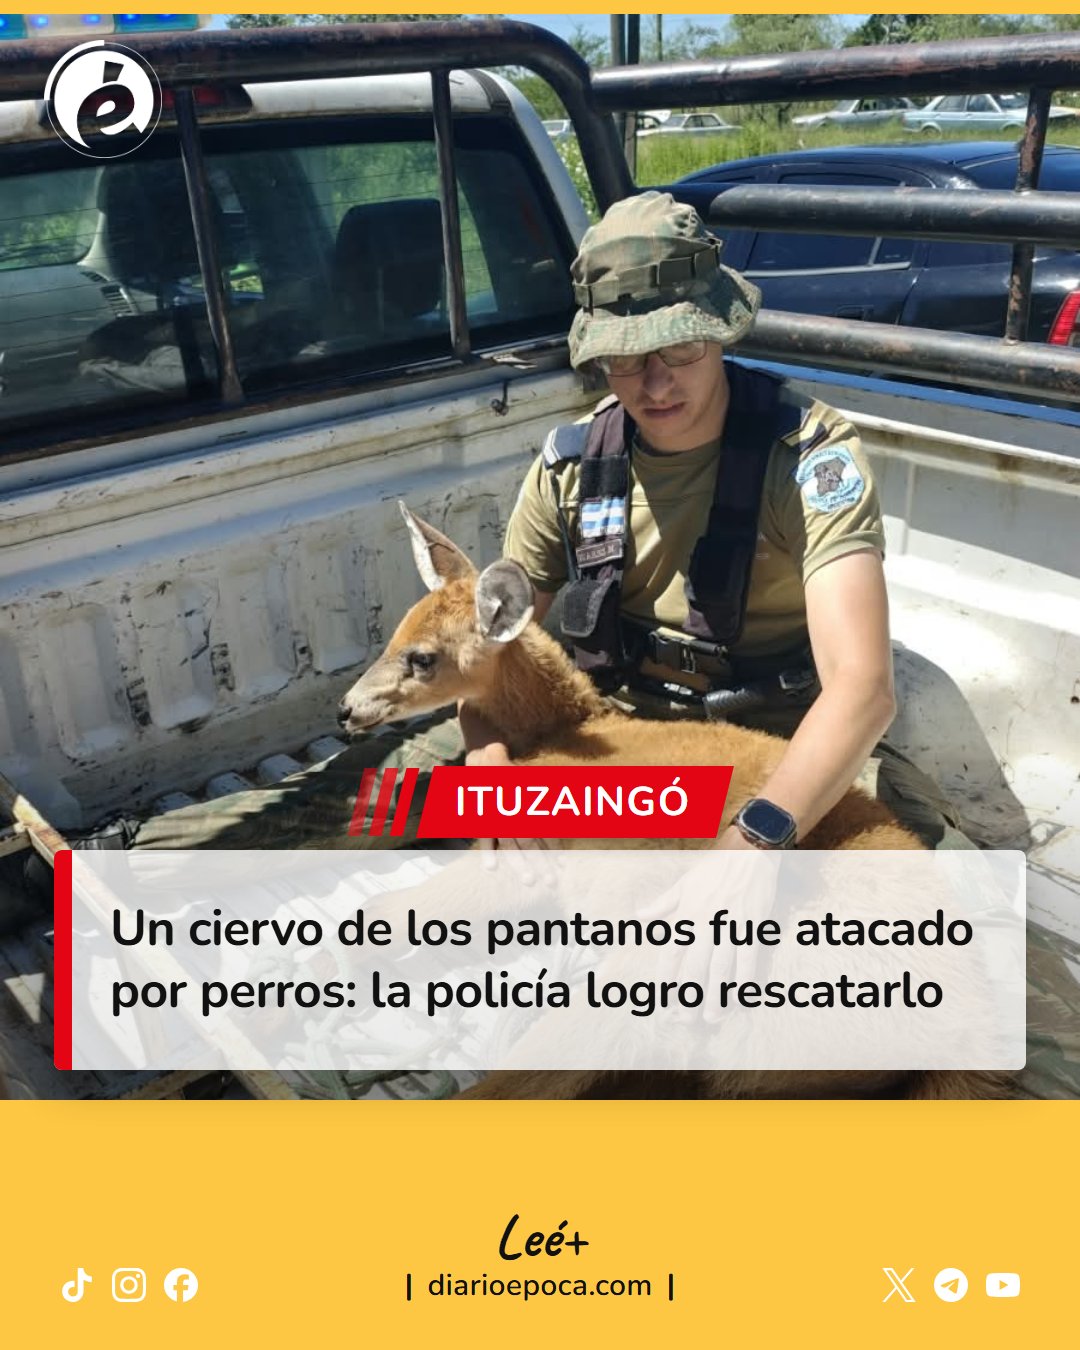 é
ITUZAINGÓ
Un ciervo de los pantanos fue atacado
por perros: la policía logro rescatarlo
Leé+
| diarioepoca.com |